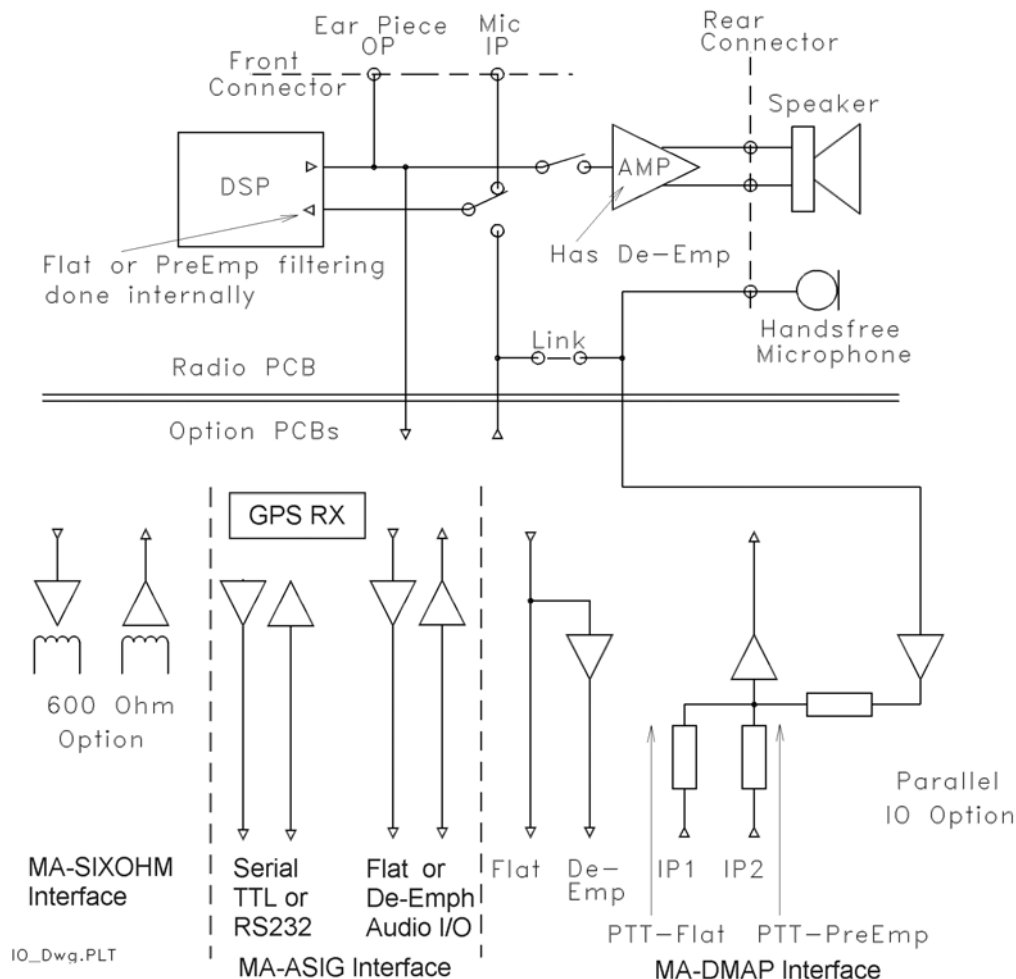 Ear Piece
OP
Mic
IP
Rear
Connector
Front
Connector
Speaker
DSP
AMP
Flat or PreEmp filtering
done internally
Has De-Emp
Handsfree
Microphone
Link
Radio PCB
Option PCBs
GPS RX
600 Ohm
Option
Parallel
IO Option
MA-SIXOHM
Interface
Serial
TTL or
RS232
Flat or
De-Emph
Audio I/O
Flat
De-
Emp
IP1
IP2
PTT-Flat
PTT-PreEmp
IO_Dwg.PLT
MA-ASIG Interface
MA-DMAP Interface